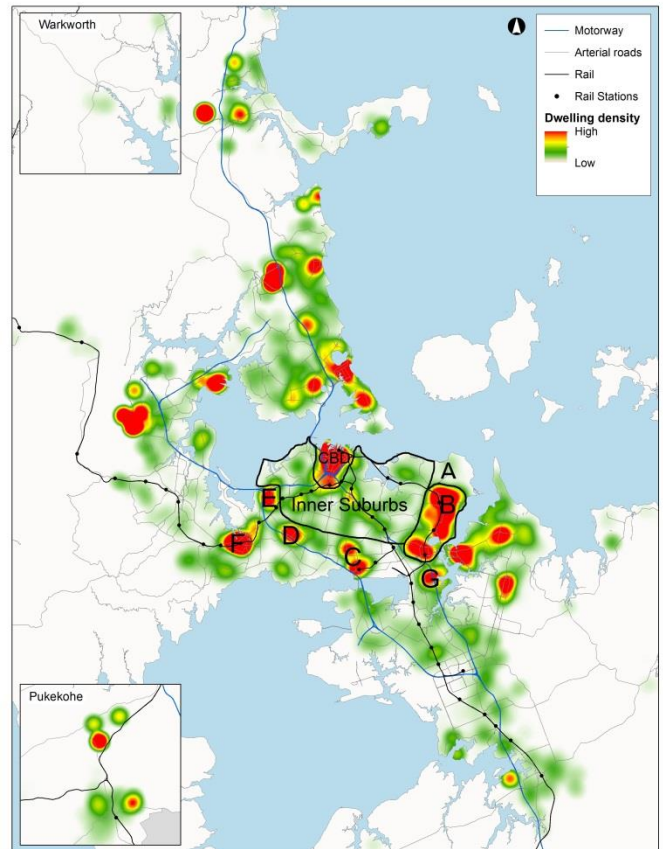 Warkworth
Motorway
Arterial roads
Rail
Rail Stations
Dwelling density
High
Low
CBD
A
E
Inner Suburbs
B
D
F
C
G
Pukekohe